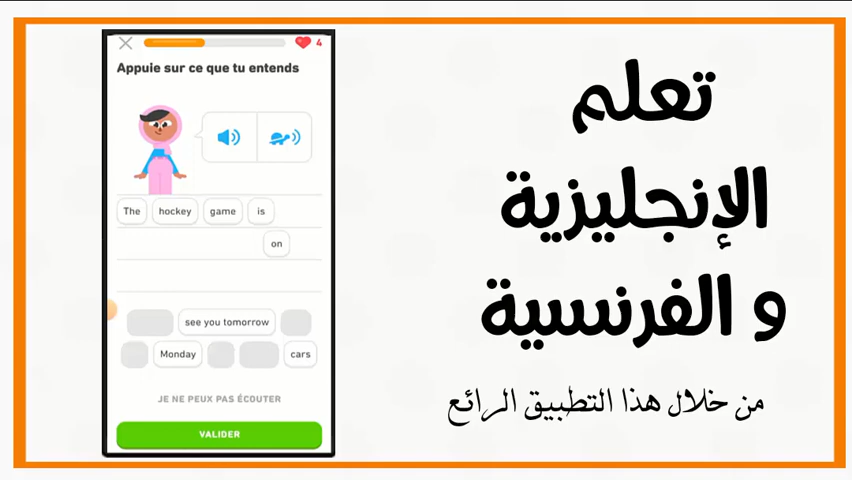 4
Appuie sur ce que tu entends
The hockey game is
on
see you tomorrow
Monday cars
JE NE PEUX PAS ÉCOUTER
VALIDER
تعلم
الإنجليزية
و الفرنسية
من خلال هذا التطبيق الرائع